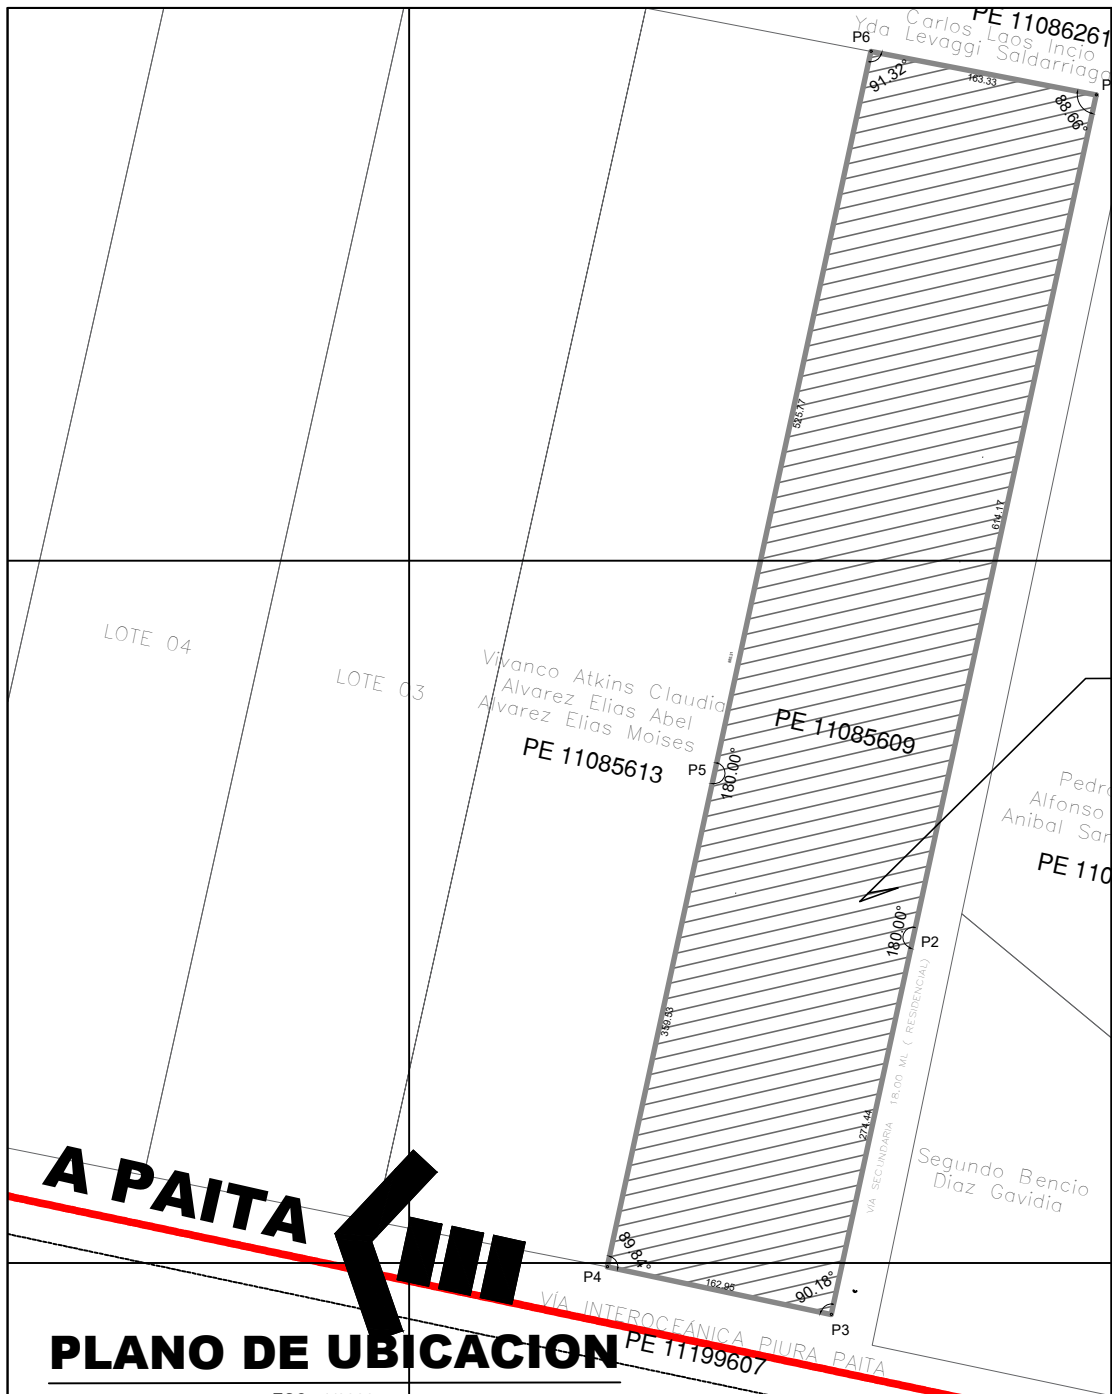 PE 11086261
Carlos Laos Incio
Yda Levaggi Saldarriaga
P6
91.32°
163.33
88.66°
P
525.77
614.17
LOTE 04
LOTE 03
Vivanco Atkins Claudia
Alvarez Elias Abel
Alvarez Elias Moises
PE 11085613
P5
180.00°
PE 11085609
Pedro
Alfonso
Anibal San
PE 110
180.00°
P2
359.53
274.44
VIA SECUNDARIA 18.00 ML ( RESIDENCIAL)
Segundo Bencio
Diaz Gavidia
A PAITA
89.84°
P4
162.95
90.18°
P3
VÍA INTEROCEÁNICA PIURA PAITA
PE 11199607
PLANO DE UBICACION